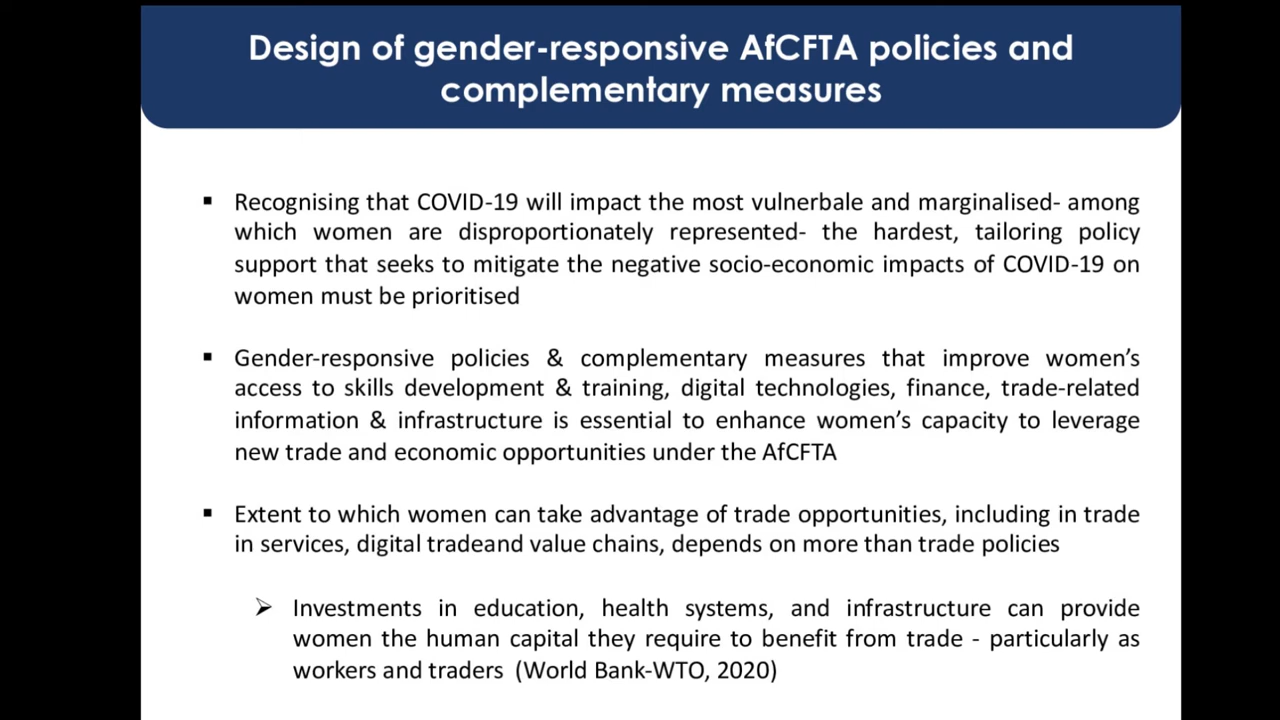 Design of gender-responsive AfCFTA policies and
complementary measures
▪ Recognising that COVID-19 will impact the most vulnerbale and marginalised- among
which women are disproportionately represented- the hardest, tailoring policy
support that seeks to mitigate the negative socio-economic impacts of COVID-19 on
women must be prioritised
▪ Gender-responsive policies & complementary measures that improve women’s
access to skills development & training, digital technologies, finance, trade-related
information & infrastructure is essential to enhance women’s capacity to leverage
new trade and economic opportunities under the AfCFTA
▪ Extent to which women can take advantage of trade opportunities, including in trade
in services, digital tradeand value chains, depends on more than trade policies
➢ Investments in education, health systems, and infrastructure can provide
women the human capital they require to benefit from trade - particularly as
workers and traders (World Bank-WTO, 2020)